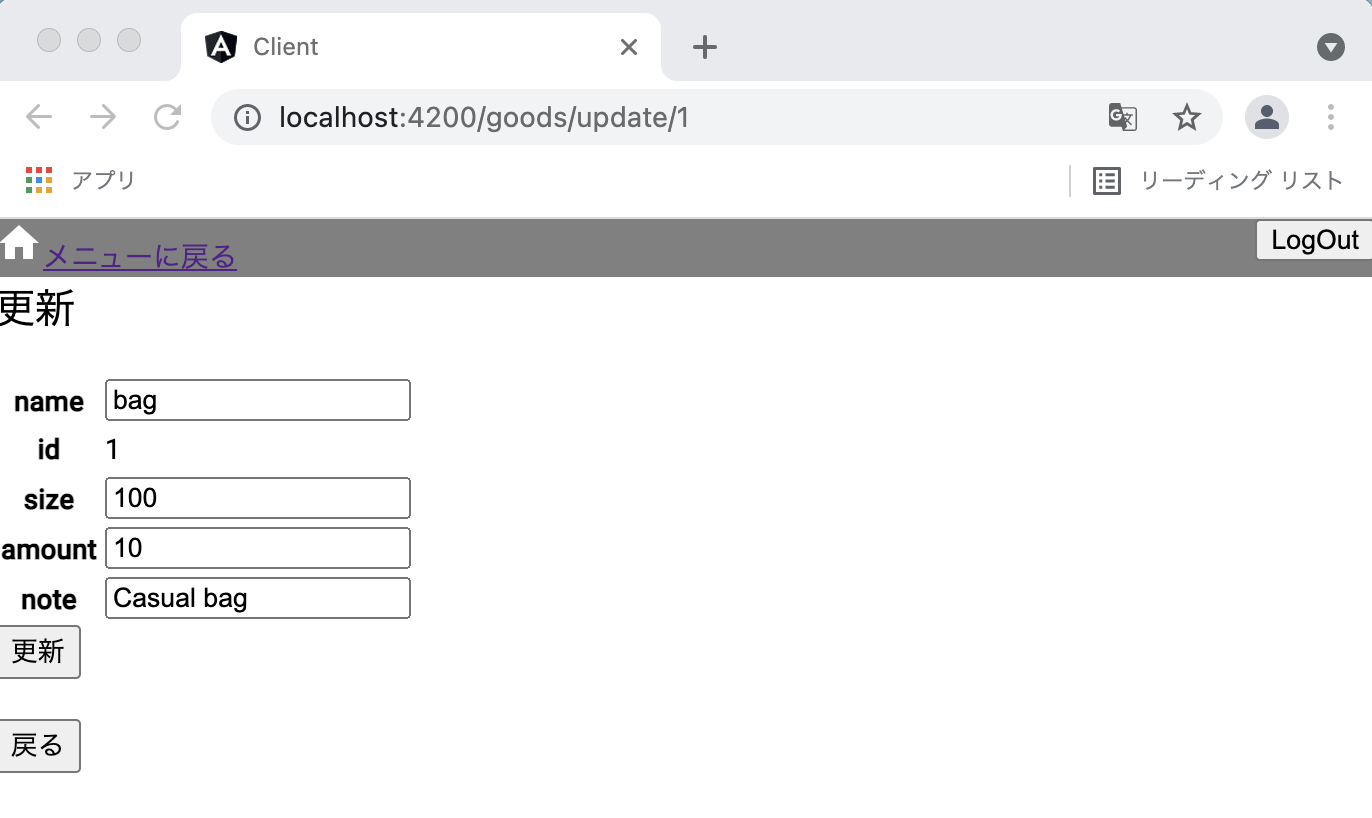 Client
localhost:4200/goods/update/1
アプリ
リーディング リスト
メニューに戻る
LogOut
更新
name bag
id 1
size 100
amount 10
note Casual bag
更新
戻る